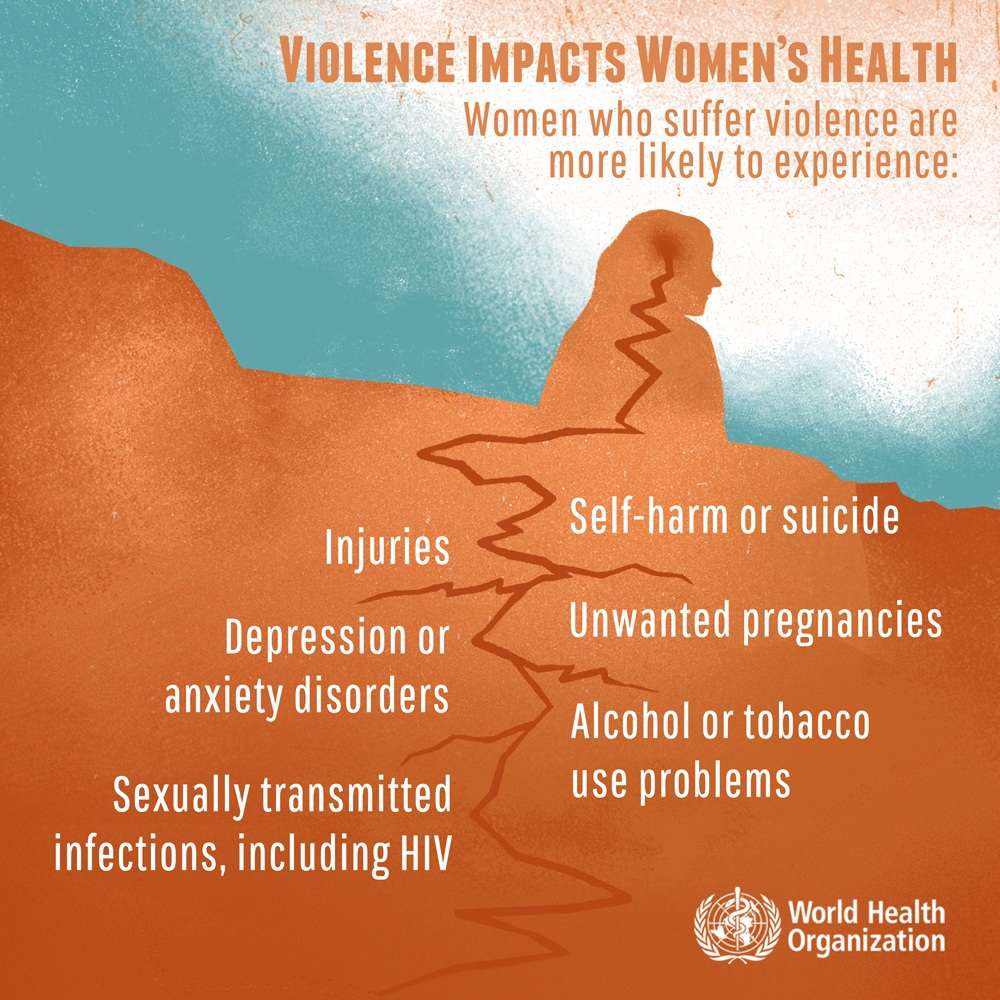 VIOLENCE IMPACTS WOMEN'S HEALTH
Women who suffer violence are
more likely to experience:
Injuries
Depression or
anxiety disorders
Sexually transmitted
infections, including HIV
Self-harm or suicide
Unwanted pregnancies
Alcohol or tobacco
use problems
World Health
Organization